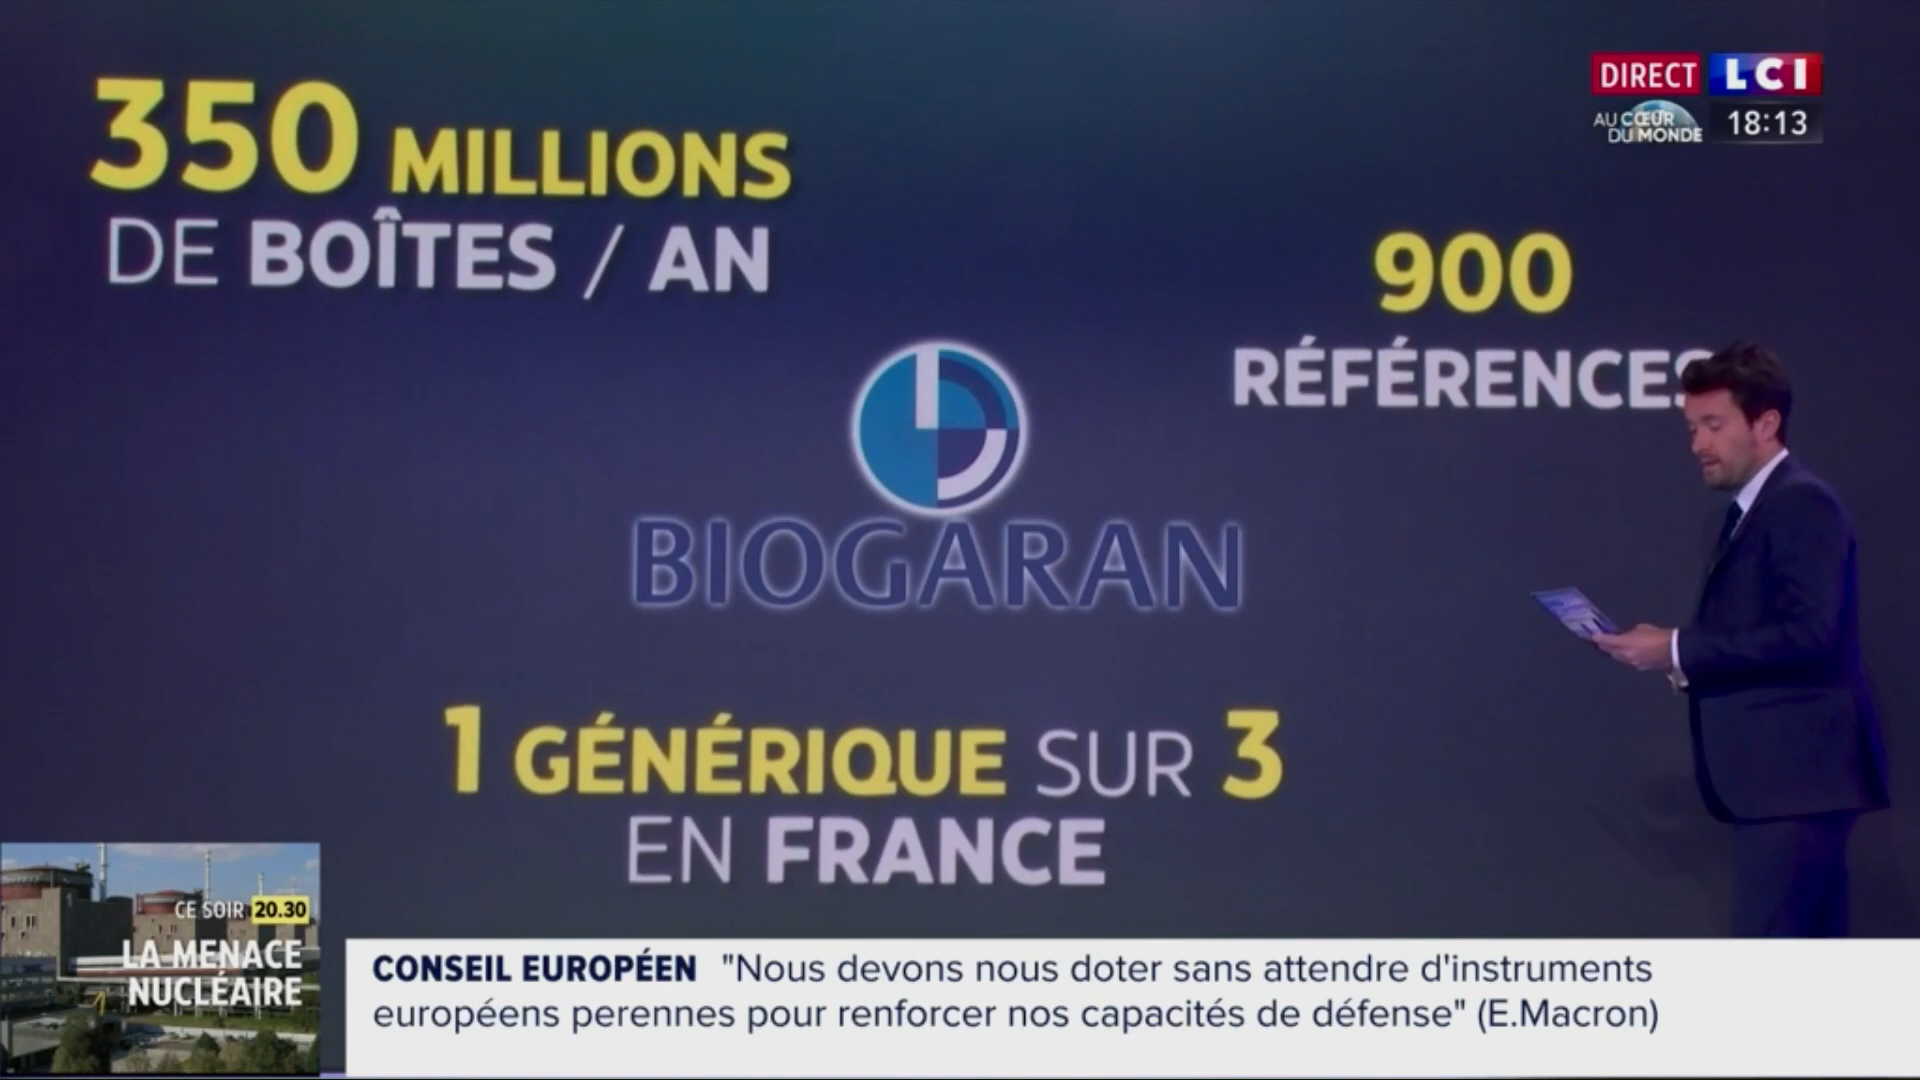 350 MILLIONS
DE BOÎTES / AN
DIRECT LCI
AU CŒUR
DU MONDE
18:13
900
RÉFÉRENCES
BIOGARAN
1 GÉNÉRIQUE SUR 3
EN FRANCE
CE SOIR 20.30
LA MENACE
NUCLÉAIRE
CONSEIL EUROPÉEN "Nous devons nous doter sans attendre d'instruments
européens perennes pour renforcer nos capacités de défense" (E.Macron)